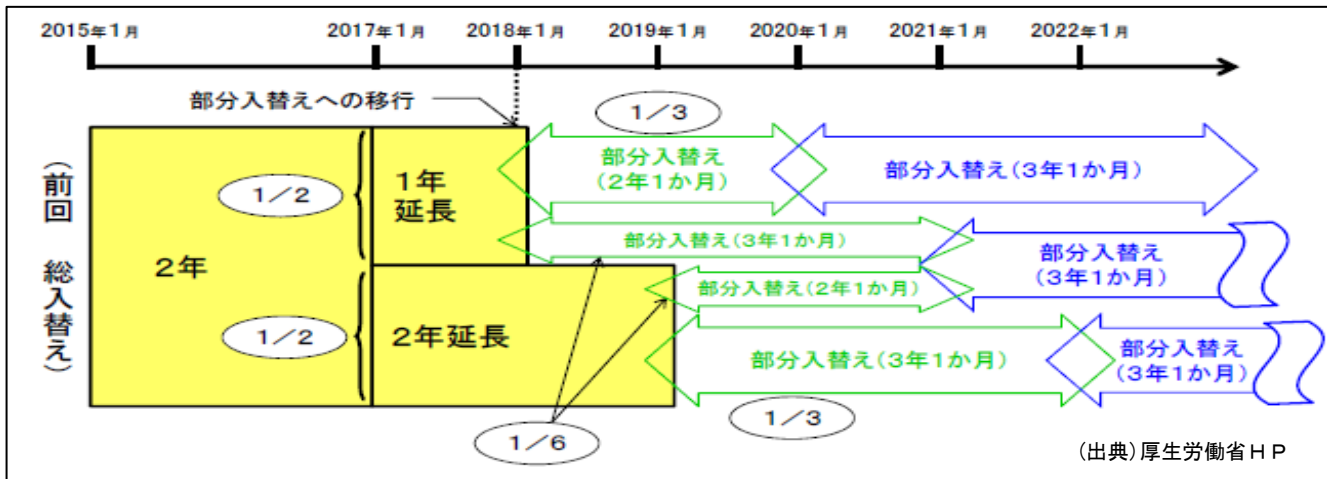 2015年1月 2017年1月 2018年1月 2019年1月 2020年1月 2021年1月 2022年1月
部分入替えへの移行
1／3
(前回 総入替え)
2年
1／2
1年
延長
部分入替え
(2年1か月)
部分入替え(3年1か月)
部分入替え(3年1か月)
部分入替え
(3年1か月)
1／2
2年延長
部分入替え(2年1か月)
部分入替え(3年1か月)
部分入替え
(3年1か月)
1／6
1／3
(出典)厚生労働省ＨＰ